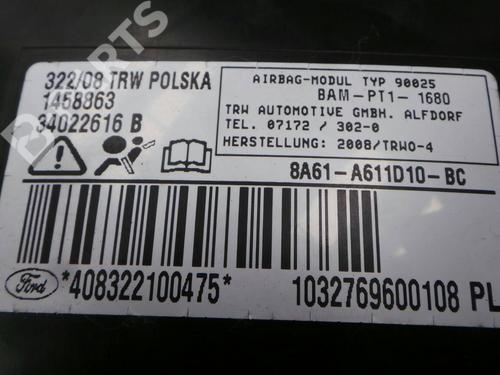 322/08 TRW POLSKA
1458863
34022616 B
AIRBAG-MODUL TYP 90025
BAM-PT1-1680
TRW AUTOMOTIVE GMBH. ALFDORF
TEL. 07172 / 302-0
HERSTELLUNG: 2008/TRWO-4
8A61-A611D10-BC
Ford
*408322100475*
1032769600108 PL